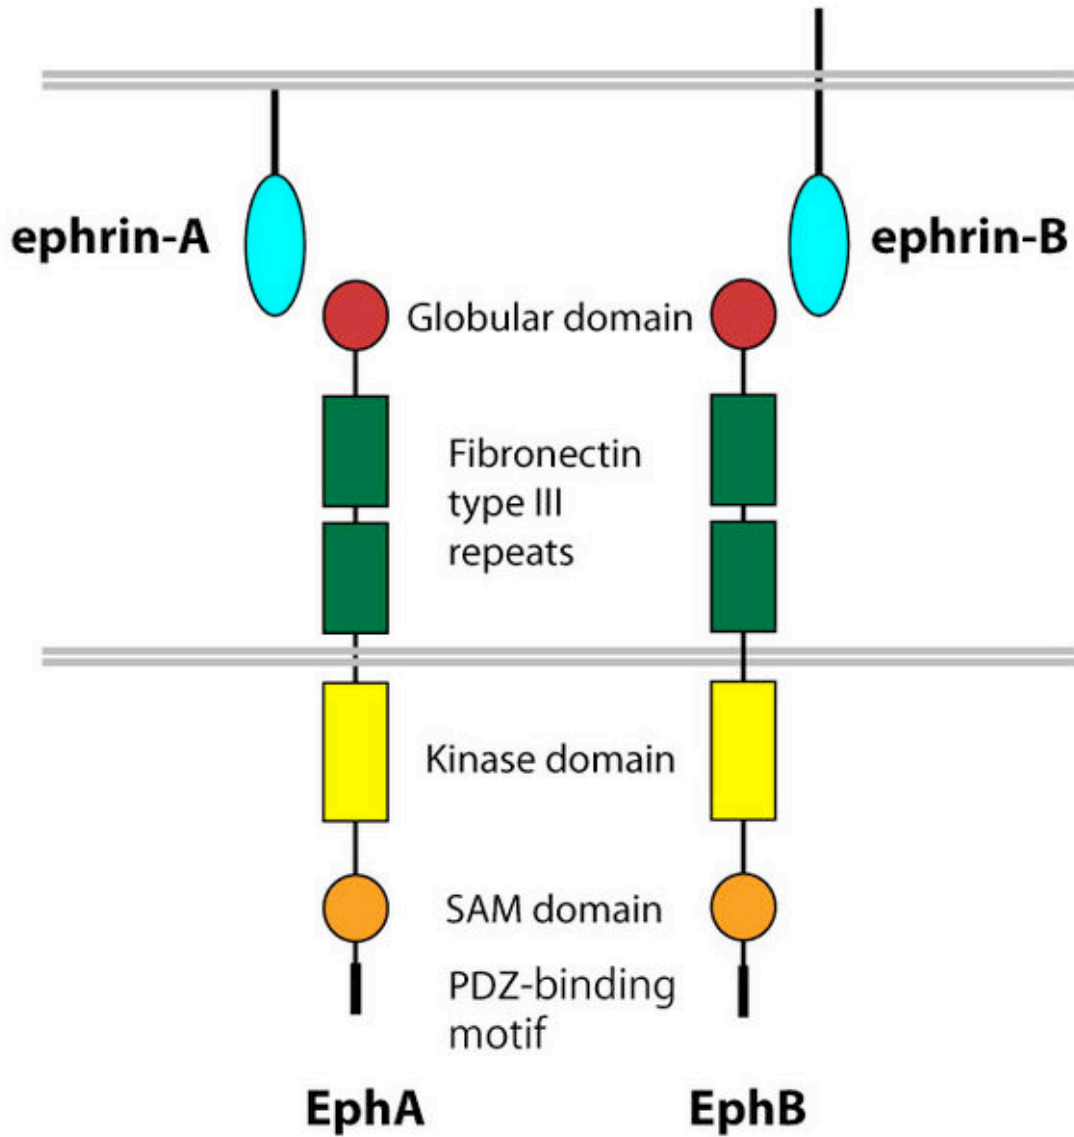 ephrin-A
ephrin-B
Globular domain
Fibronectin
type III
repeats
Kinase domain
SAM domain
PDZ-binding
motif
EphA
EphB